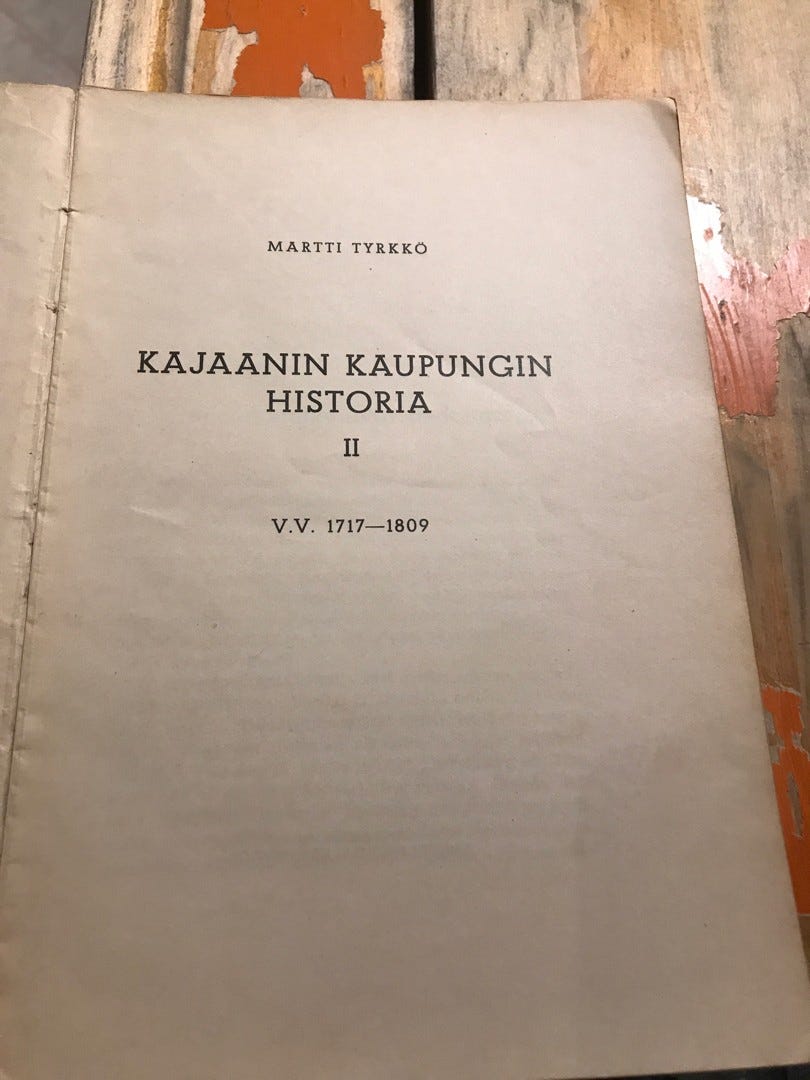 MARTTI TYRKKÖ
KAJAANIN KAUPUNGIN
HISTORIA
II
V.V. 1717—1809